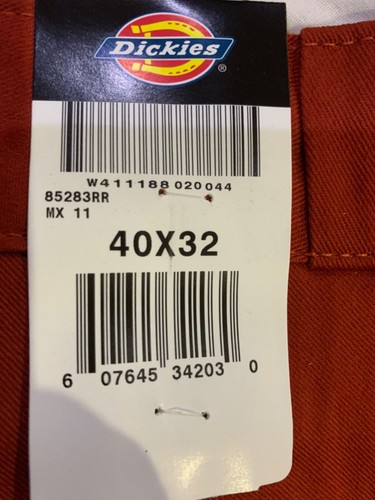 Dickies
®
W411188 020044
85283RR
MX 11
40X32
6 07645 34203 0